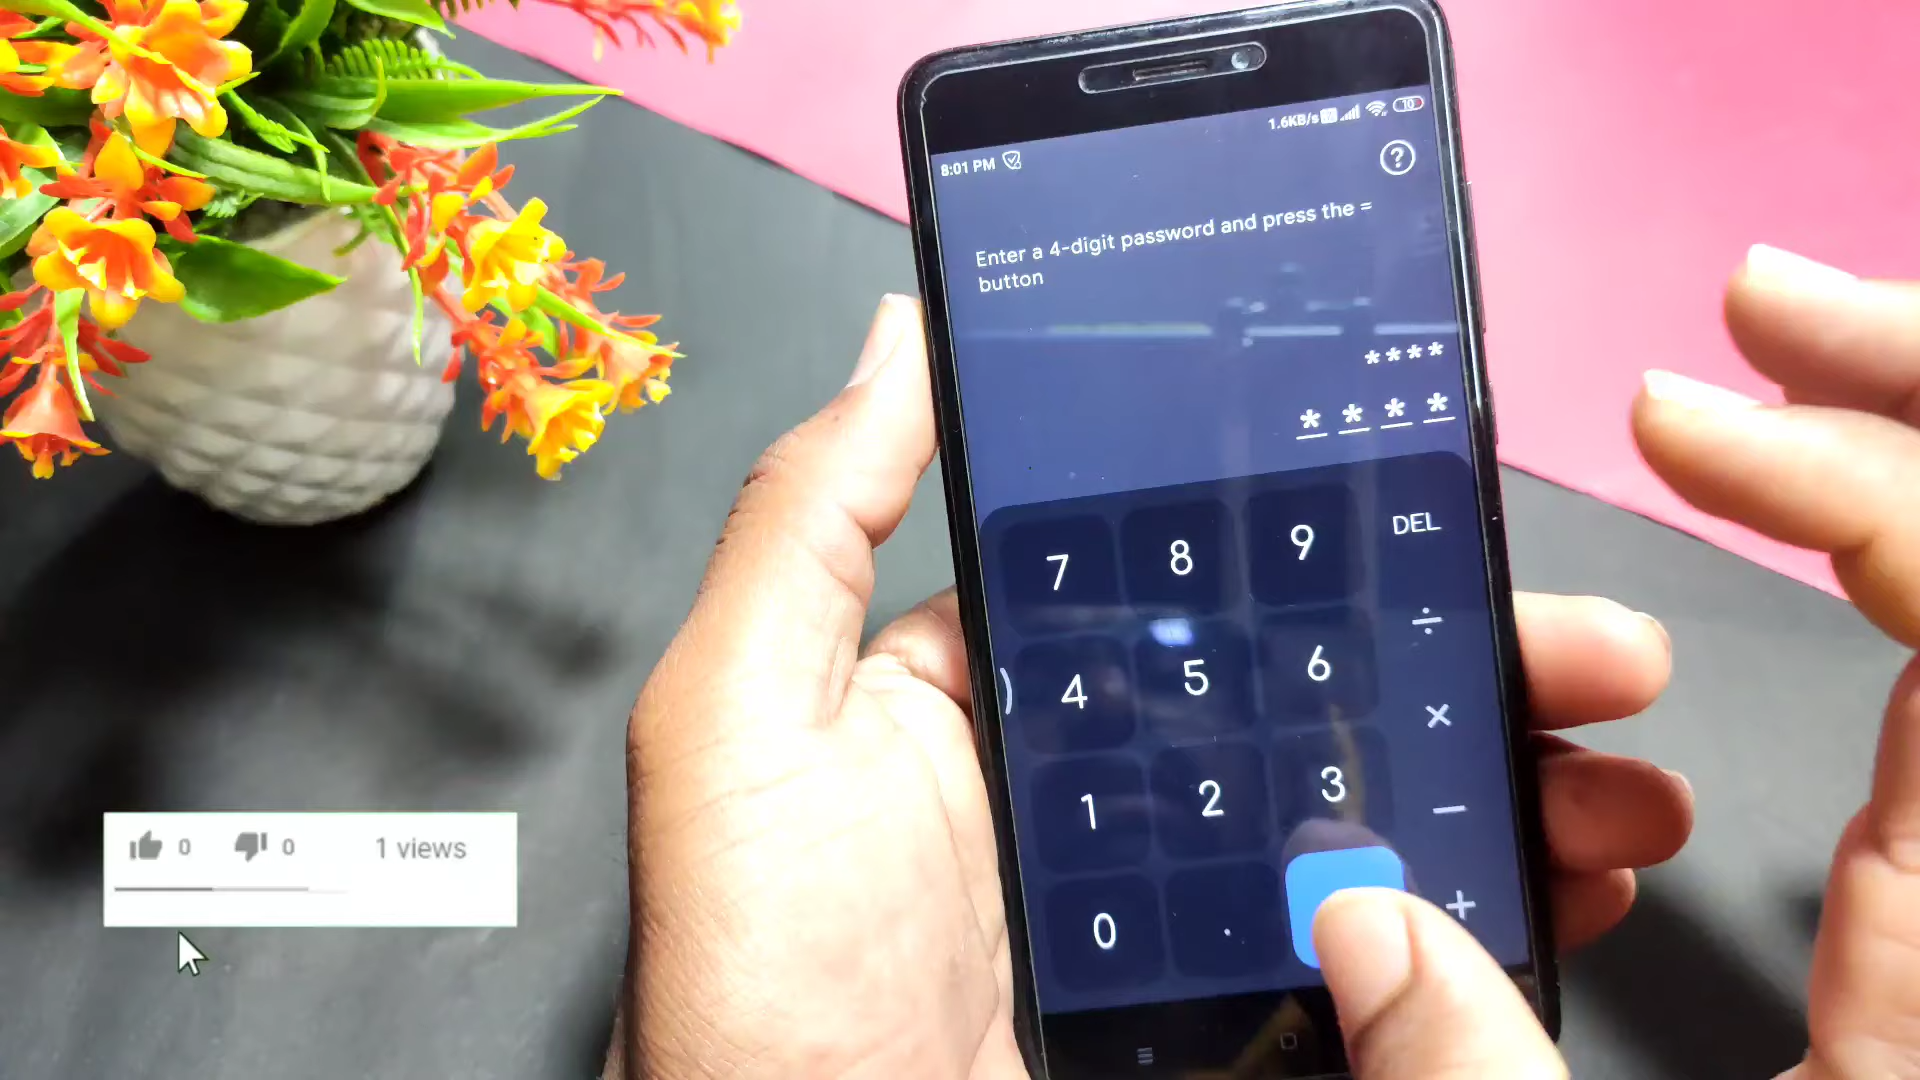 1.6KB/s 10
8:01 PM
?
Enter a 4-digit password and press the =
button
****
* * * *
7 8 9 DEL
÷
) 4 5 6
×
1 2 3
−
0 . +
0 0 1 views